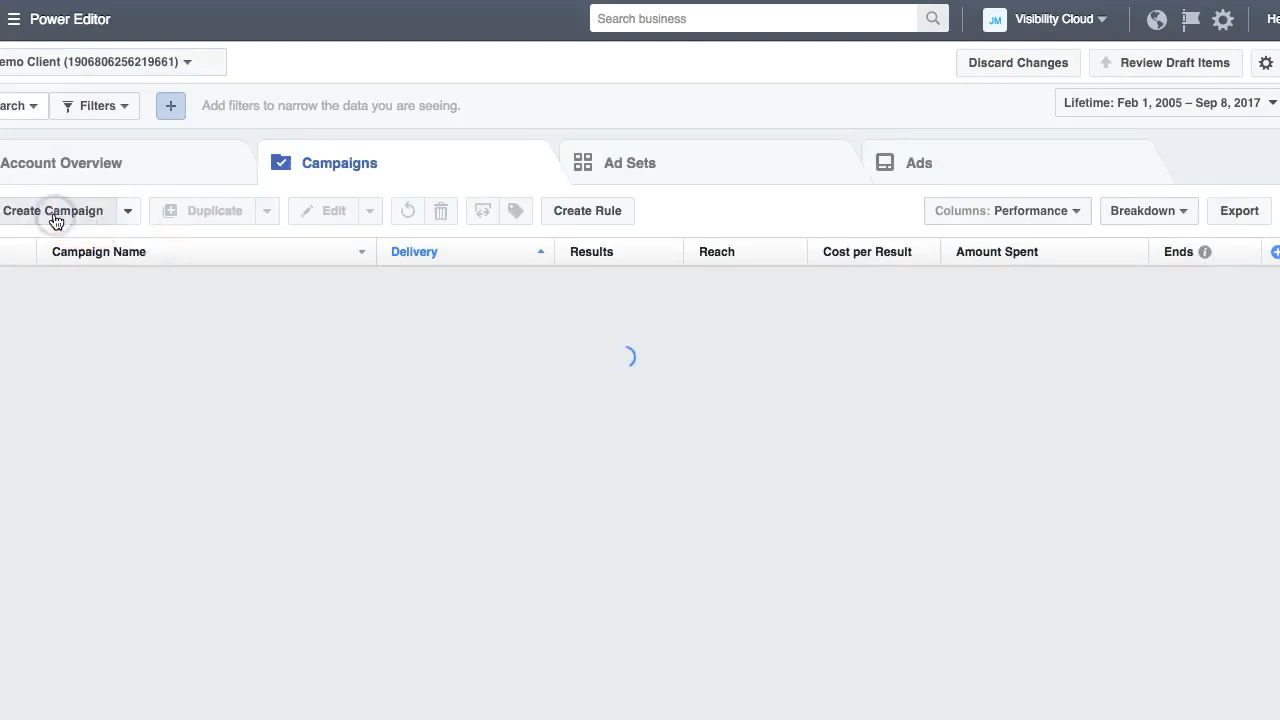 Power Editor
Search business
JM
Visibility Cloud
He
emo Client (1906806256219661)
Discard Changes
Review Draft Items
arch
Filters
+
Add filters to narrow the data you are seeing.
Lifetime: Feb 1, 2005 – Sep 8, 2017
Account Overview
Campaigns
Ad Sets
Ads
Create Campaign
Duplicate
Edit
Create Rule
Columns: Performance
Breakdown
Export
Campaign Name
Delivery
Results
Reach
Cost per Result
Amount Spent
Ends